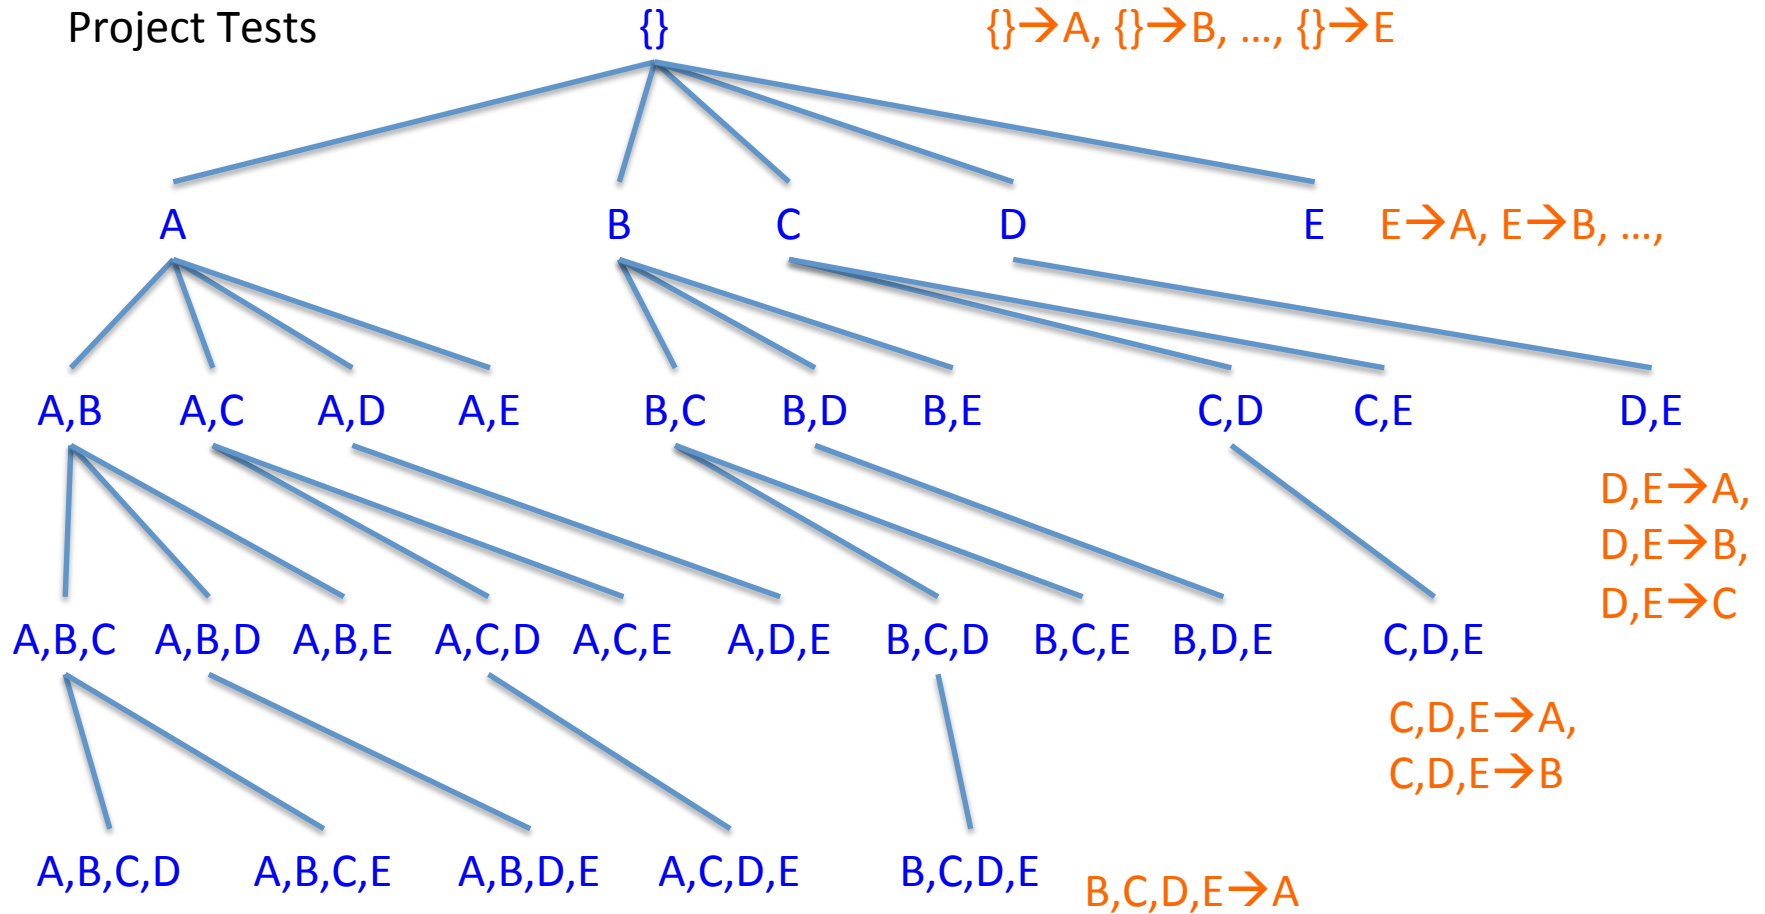 Project Tests {} {}→A, {}→B, …, {}→E
A B C D E E→A, E→B, …,
A,B A,C A,D A,E B,C B,D B,E C,D C,E D,E
D,E→A,
D,E→B,
D,E→C
A,B,C A,B,D A,B,E A,C,D A,C,E A,D,E B,C,D B,C,E B,D,E C,D,E
C,D,E→A,
C,D,E→B
A,B,C,D A,B,C,E A,B,D,E A,C,D,E B,C,D,E B,C,D,E→A